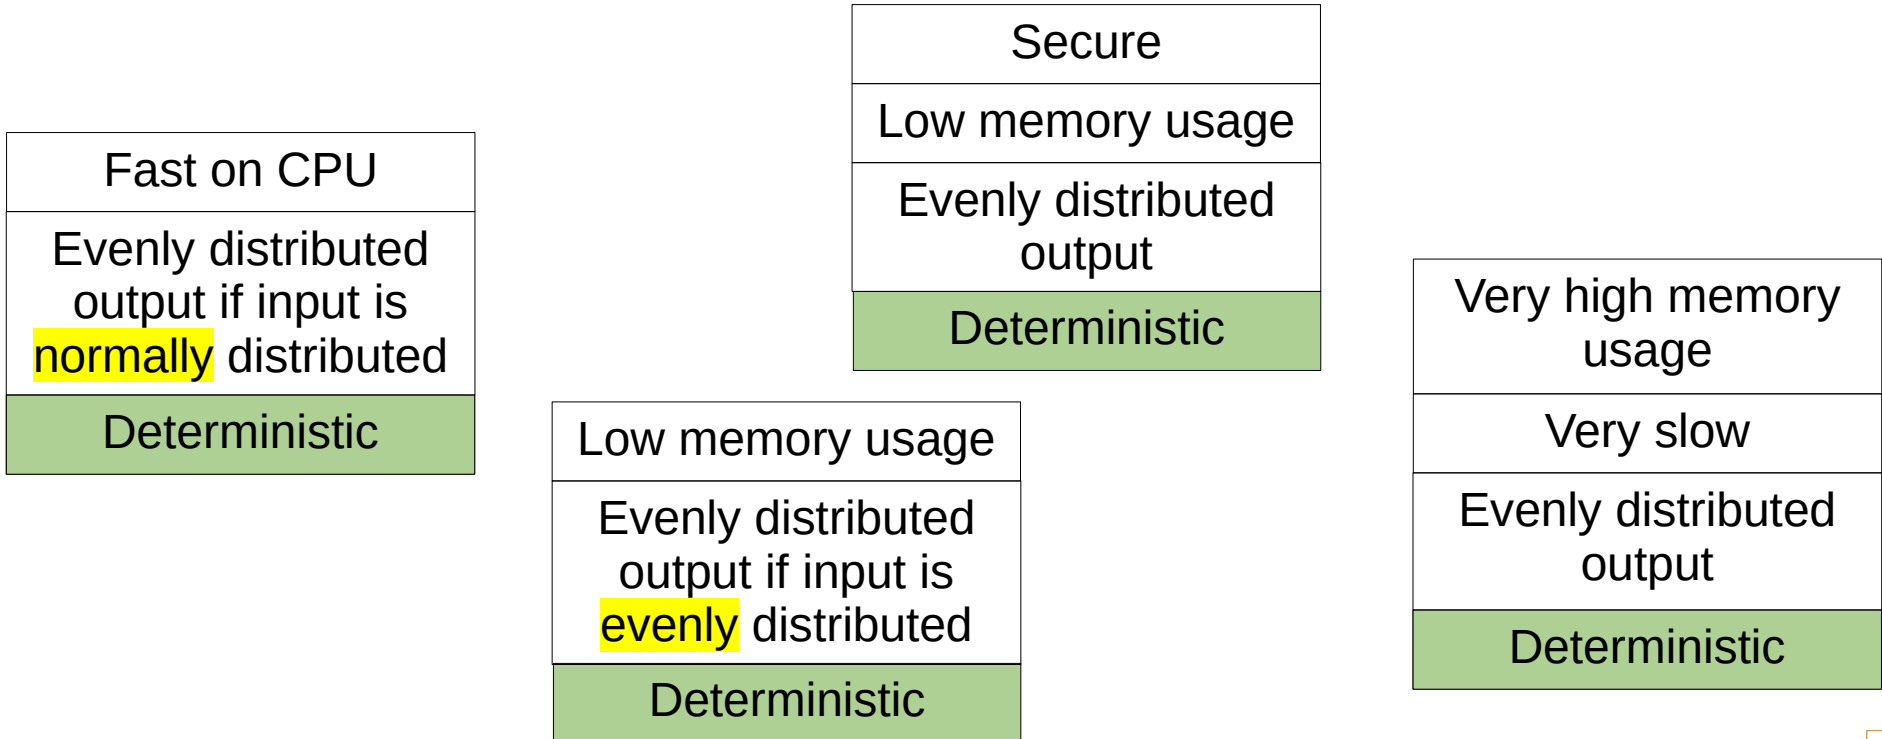 Fast on CPU
Evenly distributed
output if input is
normally distributed
Deterministic
Low memory usage
Evenly distributed
output if input is
evenly distributed
Deterministic
Secure
Low memory usage
Evenly distributed
output
Deterministic
Very high memory
usage
Very slow
Evenly distributed
output
Deterministic